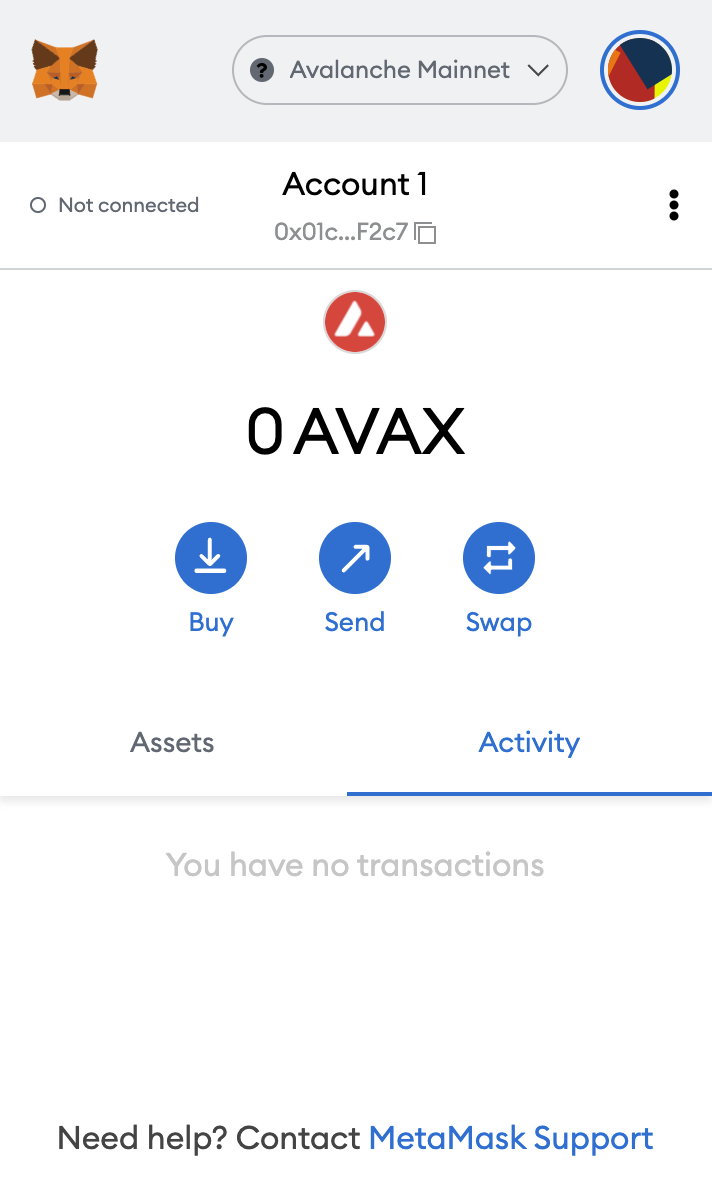 Avalanche Mainnet
Not connected
Account 1
0x01c...F2c7
0 AVAX
Buy
Send
Swap
Assets
Activity
You have no transactions
Need help? Contact MetaMask Support